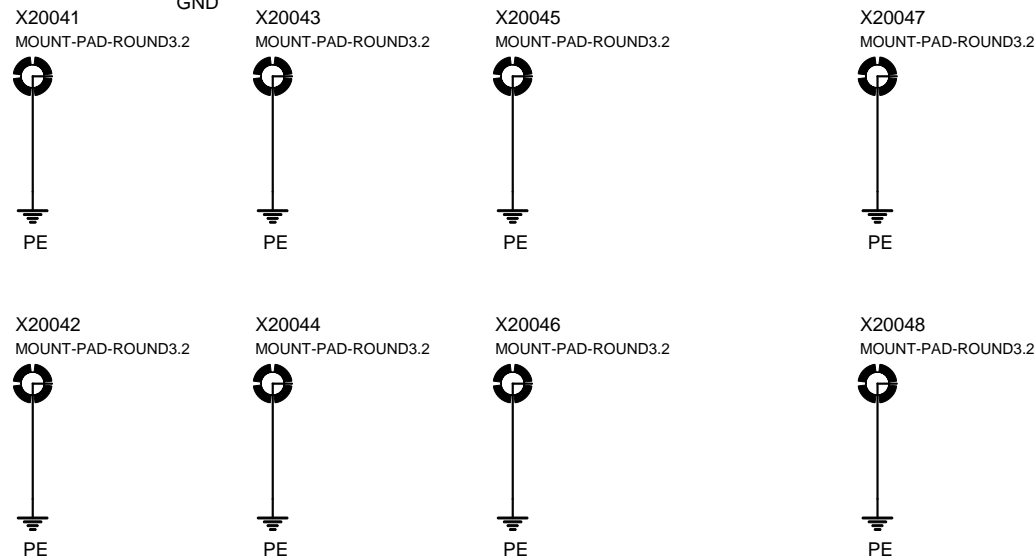 GND
X20041 X20043 X20045 X20047
MOUNT-PAD-ROUND3.2 MOUNT-PAD-ROUND3.2 MOUNT-PAD-ROUND3.2 MOUNT-PAD-ROUND3.2
PE PE PE PE
X20042 X20044 X20046 X20048
MOUNT-PAD-ROUND3.2 MOUNT-PAD-ROUND3.2 MOUNT-PAD-ROUND3.2 MOUNT-PAD-ROUND3.2
PE PE PE PE